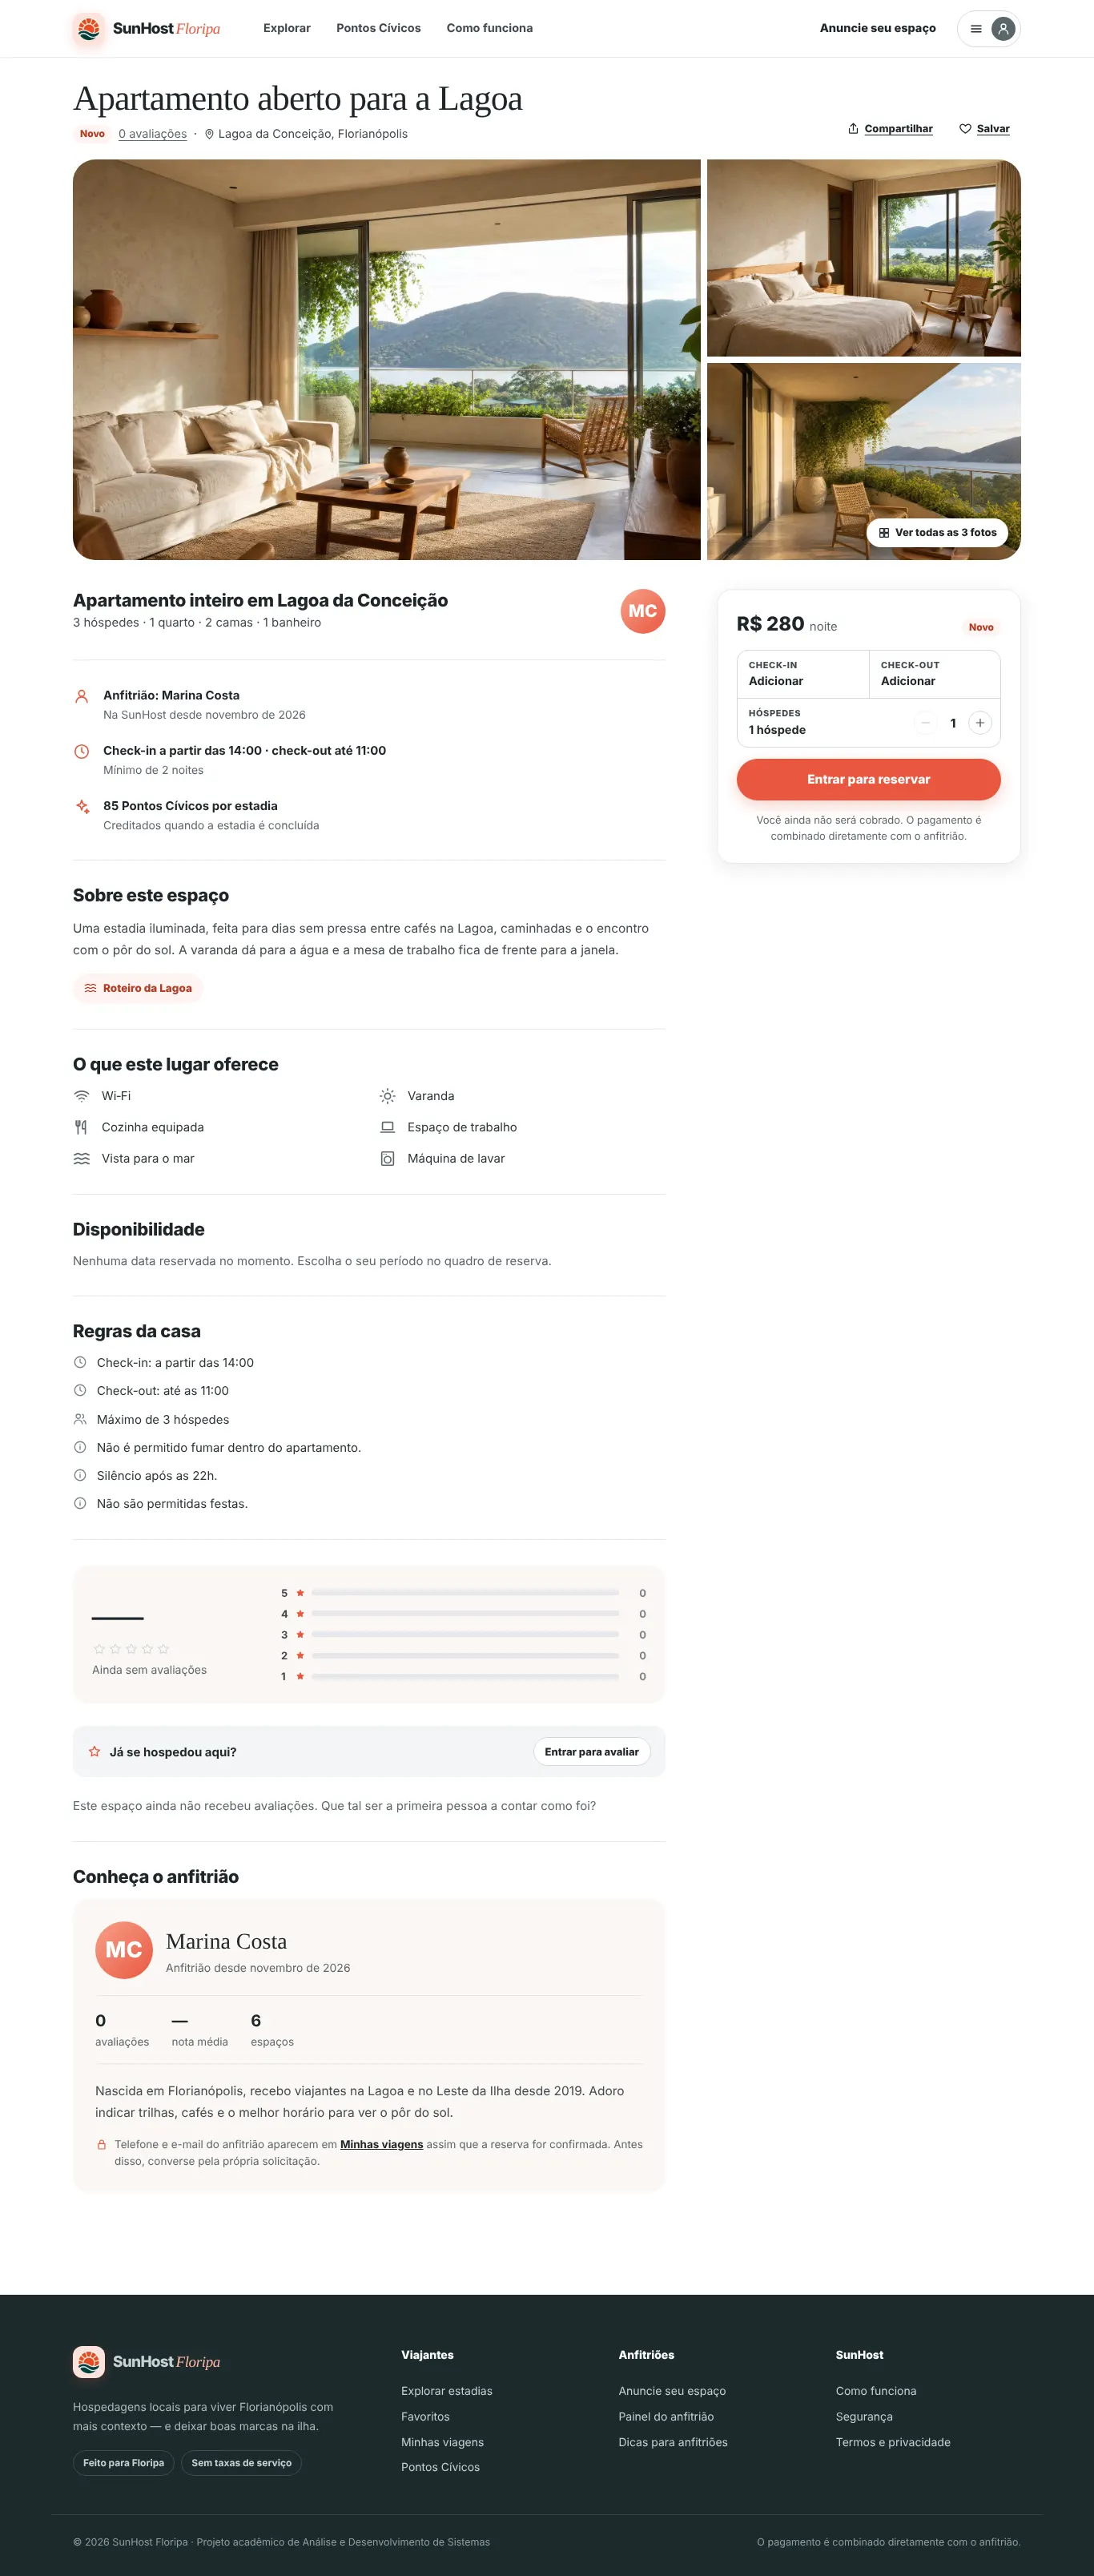 SunHost Floripa
Explorar
Pontos Cívicos
Como funciona
Anuncie seu espaço
Apartamento aberto para a Lagoa
Novo 0 avaliações · Lagoa da Conceição, Florianópolis
Compartilhar
Salvar
Ver todas as 3 fotos
Apartamento inteiro em Lagoa da Conceição
3 hóspedes · 1 quarto · 2 camas · 1 banheiro
MC
Anfitrião: Marina Costa
Na SunHost desde novembro de 2026
Check-in a partir das 14:00 · check-out até 11:00
Mínimo de 2 noites
85 Pontos Cívicos por estadia
Creditados quando a estadia é concluída
R$ 280 noite
Novo
CHECK-IN
Adicionar
CHECK-OUT
Adicionar
HÓSPEDES
1 hóspede
1
Entrar para reservar
Você ainda não será cobrado. O pagamento é
combinado diretamente com o anfitrião.
Sobre este espaço
Uma estadia iluminada, feita para dias sem pressa entre cafés na Lagoa, caminhadas e o encontro
com o pôr do sol. A varanda dá para a água e a mesa de trabalho fica de frente para a janela.
Roteiro da Lagoa
O que este lugar oferece
Wi-Fi
Varanda
Cozinha equipada
Espaço de trabalho
Vista para o mar
Máquina de lavar
Disponibilidade
Nenhuma data reservada no momento. Escolha o seu período no quadro de reserva.
Regras da casa
Check-in: a partir das 14:00
Check-out: até as 11:00
Máximo de 3 hóspedes
Não é permitido fumar dentro do apartamento.
Silêncio após as 22h.
Não são permitidas festas.
—
Ainda sem avaliações
5 0
4 0
3 0
2 0
1 0
Já se hospedou aqui?
Entrar para avaliar
Este espaço ainda não recebeu avaliações. Que tal ser a primeira pessoa a contar como foi?
Conheça o anfitrião
MC
Marina Costa
Anfitrião desde novembro de 2026
0
avaliações
—
nota média
6
espaços
Nascida em Florianópolis, recebo viajantes na Lagoa e no Leste da Ilha desde 2019. Adoro
indicar trilhas, cafés e o melhor horário para ver o pôr do sol.
Telefone e e-mail do anfitrião aparecem em Minhas viagens assim que a reserva for confirmada. Antes
disso, converse pela própria solicitação.
SunHost Floripa
Hospedagens locais para viver Florianópolis com
mais contexto — e deixar boas marcas na ilha.
Feito para Floripa
Sem taxas de serviço
Viajantes
Explorar estadias
Favoritos
Minhas viagens
Pontos Cívicos
Anfitriões
Anuncie seu espaço
Painel do anfitrião
Dicas para anfitriões
SunHost
Como funciona
Segurança
Termos e privacidade
© 2026 SunHost Floripa · Projeto acadêmico de Análise e Desenvolvimento de Sistemas
O pagamento é combinado diretamente com o anfitrião.